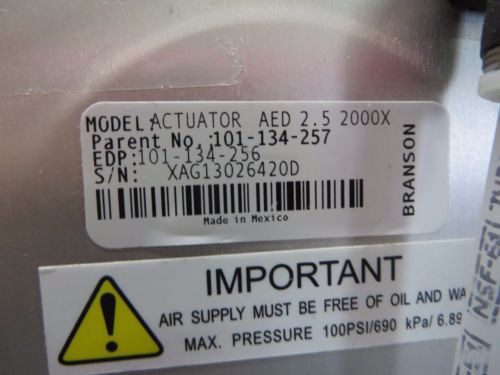 MODEL: ACTUATOR AED 2.5 2000X
Parent No. :101-134-257
EDP:101-134-256
S/N: XAG13026420D
Made in Mexico
BRANSON
IMPORTANT
AIR SUPPLY MUST BE FREE OF OIL AND
MAX. PRESSURE 100PSI/690 kPa/ 6.89